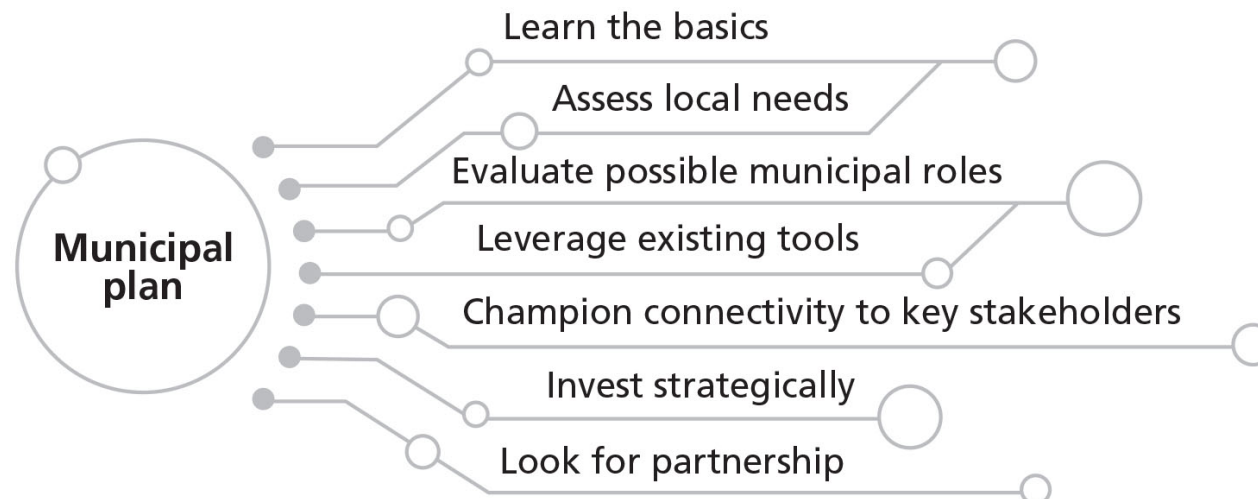 Municipal
plan
Learn the basics
Assess local needs
Evaluate possible municipal roles
Leverage existing tools
Champion connectivity to key stakeholders
Invest strategically
Look for partnership